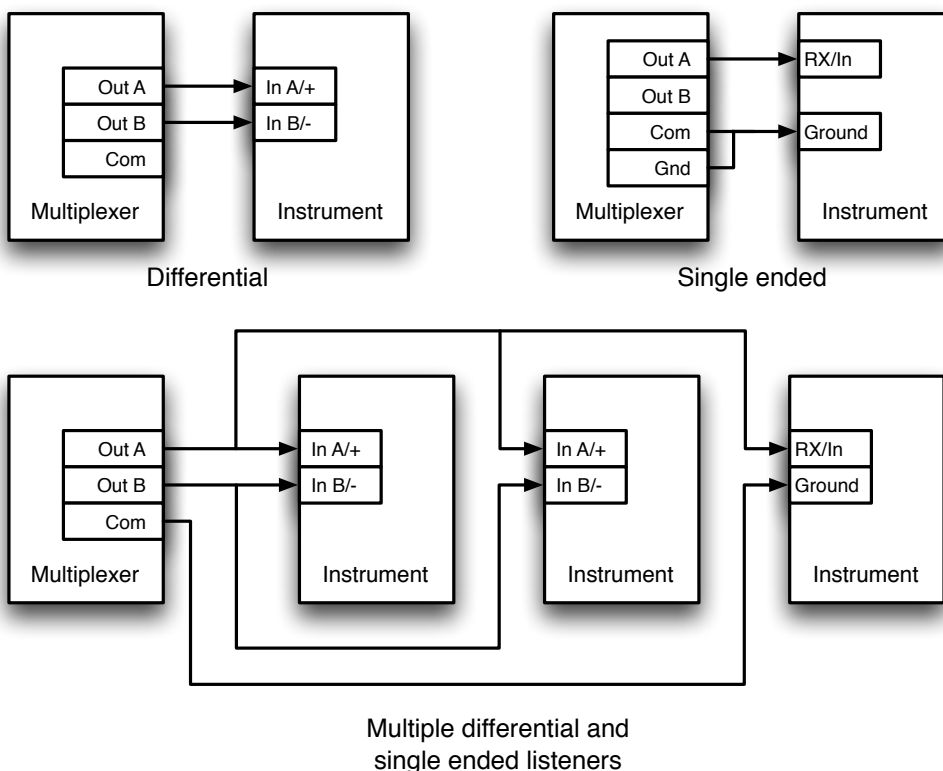 Out A
Out B
Com
Multiplexer
In A/+
In B/-
Instrument
Differential
Out A
Out B
Com
Gnd
Multiplexer
RX/In
Ground
Instrument
Single ended
Out A
Out B
Com
Multiplexer
In A/+
In B/-
Instrument
In A/+
In B/-
Instrument
RX/In
Ground
Instrument
Multiple differential and
single ended listeners